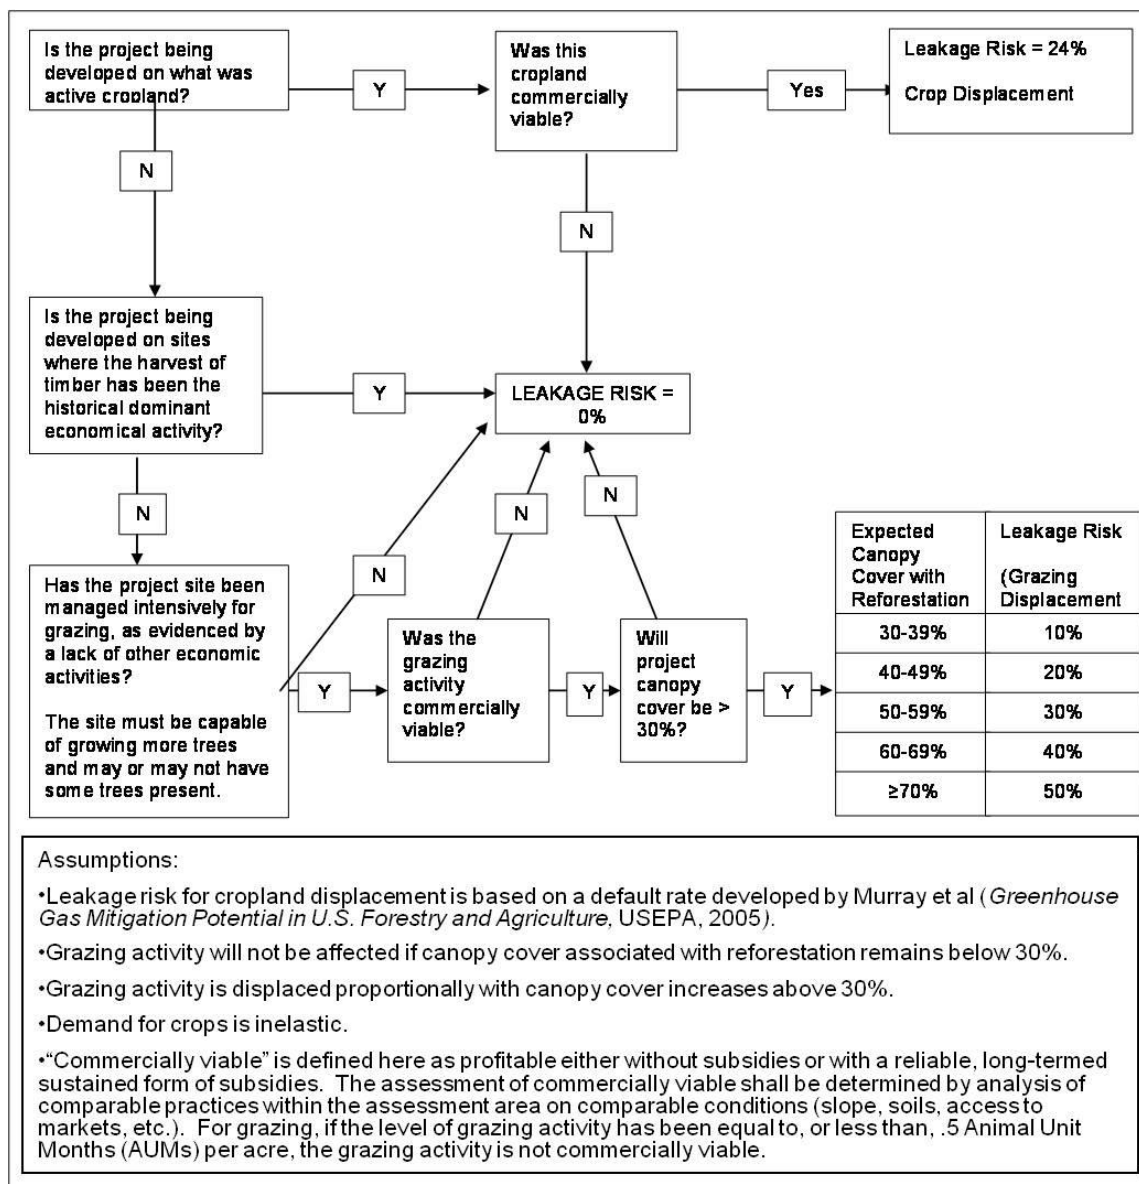 Is the project being
developed on what was
active cropland?
Y
Was this
cropland
commercially
viable?
Yes
Leakage Risk = 24%
Crop Displacement
N
N
Is the project being
developed on sites
where the harvest of
timber has been the
historical dominant
economical activity?
Y
LEAKAGE RISK =
0%
N
N
N
N
Has the project site been
managed intensively for
grazing, as evidenced by
a lack of other economic
activities?
The site must be capable
of growing more trees
and may or may not have
some trees present.
Y
Was the
grazing
activity
commercially
viable?
Y
Will
project
canopy
cover be >
30%?
Y
Expected
Canopy
Cover with
Reforestation
Leakage Risk
(Grazing
Displacement
30-39% 10%
40-49% 20%
50-59% 30%
60-69% 40%
≥70% 50%
Assumptions:
•Leakage risk for cropland displacement is based on a default rate developed by Murray et al (Greenhouse
Gas Mitigation Potential in U.S. Forestry and Agriculture, USEPA, 2005).
•Grazing activity will not be affected if canopy cover associated with reforestation remains below 30%.
•Grazing activity is displaced proportionally with canopy cover increases above 30%.
•Demand for crops is inelastic.
•“Commercially viable” is defined here as profitable either without subsidies or with a reliable, long-termed
sustained form of subsidies. The assessment of commercially viable shall be determined by analysis of
comparable practices within the assessment area on comparable conditions (slope, soils, access to
markets, etc.). For grazing, if the level of grazing activity has been equal to, or less than, .5 Animal Unit
Months (AUMs) per acre, the grazing activity is not commercially viable.